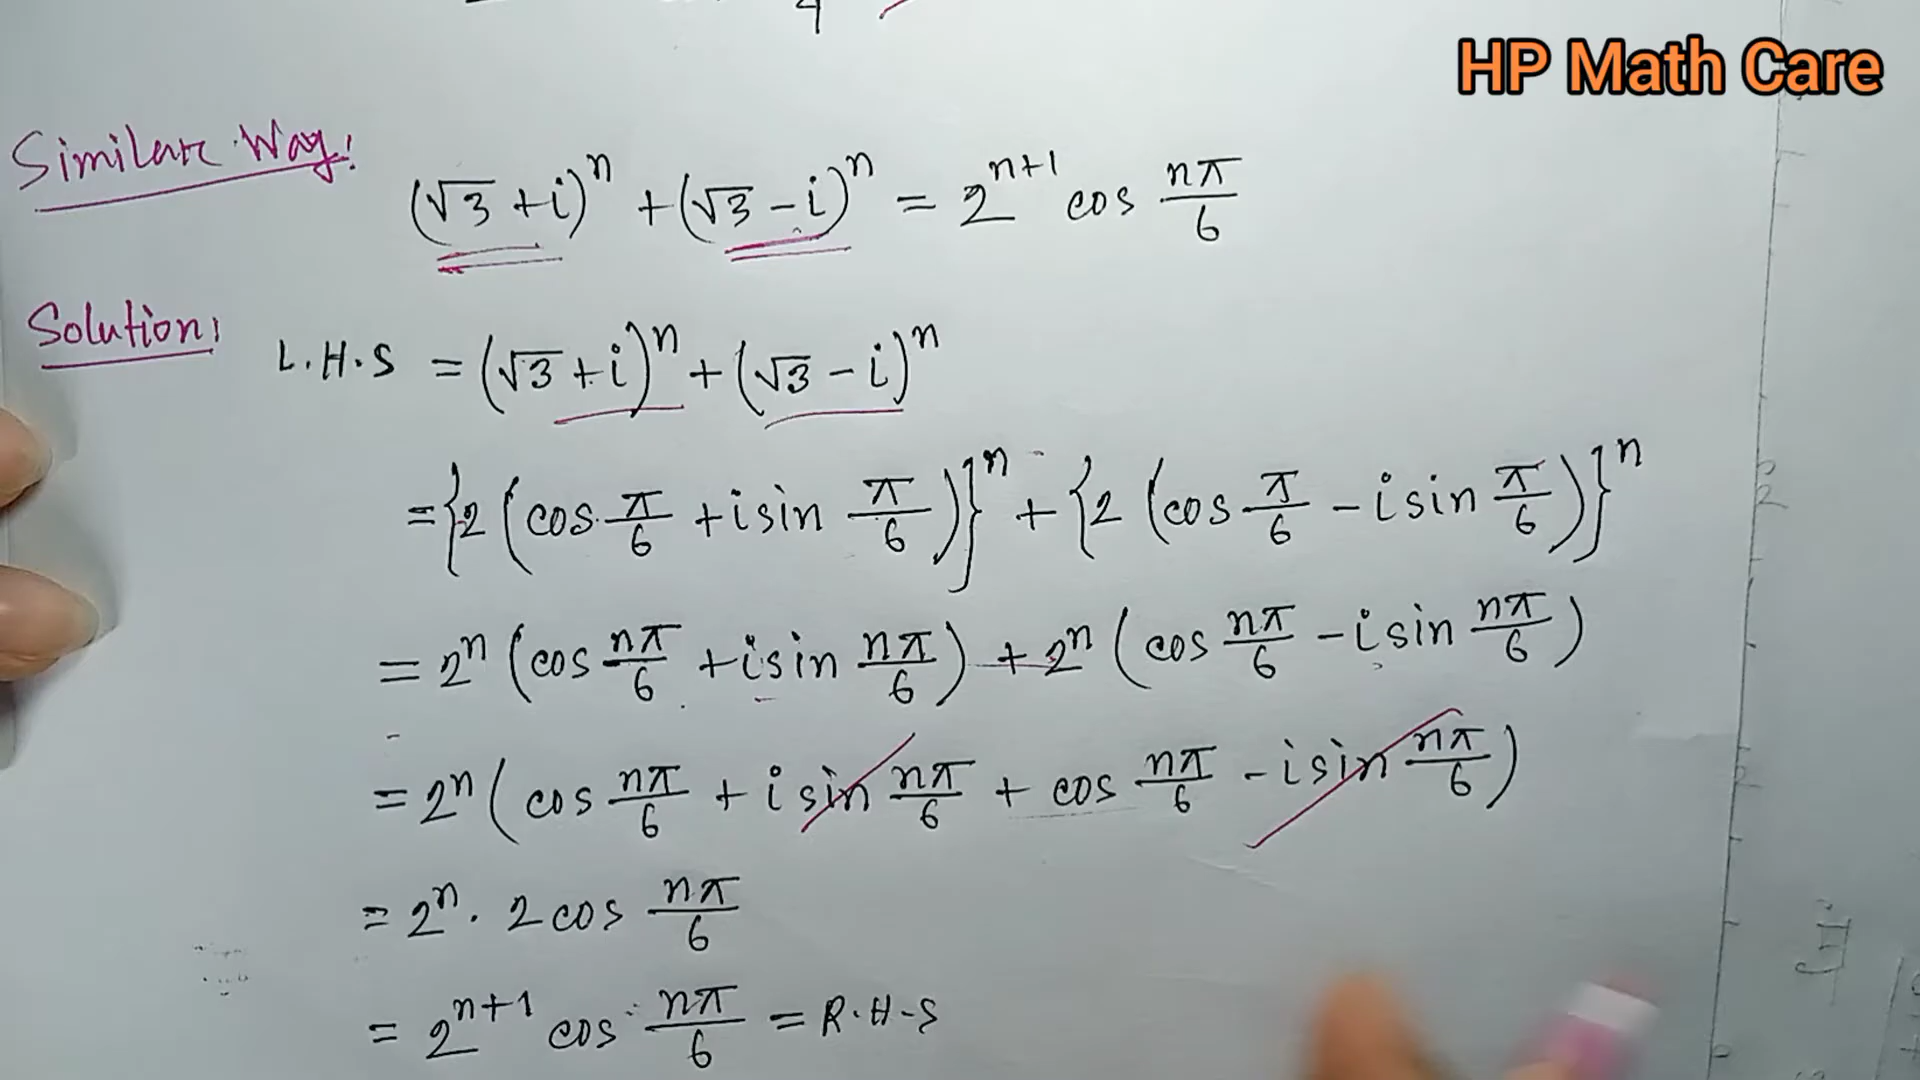 4
HP Math Care
Similar Way:
(√3 + i)^n + (√3 - i)^n = 2^(n+1) cos nπ/6
Solution:
L.H.S = (√3 + i)^n + (√3 - i)^n
= {2 (cos π/6 + i sin π/6)}^n + {2 (cos π/6 - i sin π/6)}^n
= 2^n (cos nπ/6 + i sin nπ/6) + 2^n (cos nπ/6 - i sin nπ/6)
= 2^n (cos nπ/6 + i sin nπ/6 + cos nπ/6 - i sin nπ/6)
= 2^n . 2 cos nπ/6
= 2^(n+1) cos nπ/6 = R.H.S